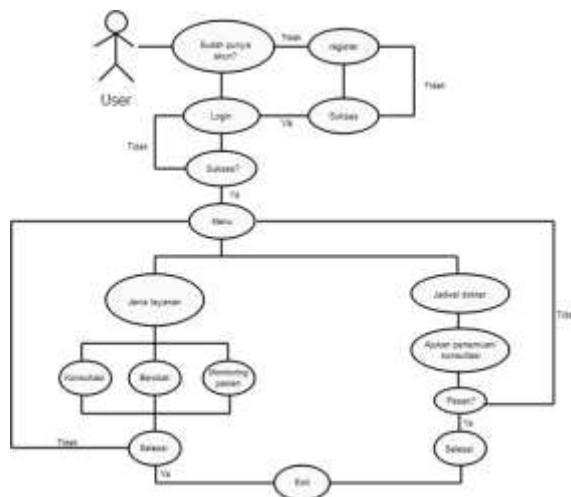 Sudah punya
akun?
Tidak
register
User
Login
Ya
Sukses
Tidak
Tidak
Sukses?
Ya
Menu
Jenis layanan
Jadwal dokter
Ajukan pertemuan
konsultasi
Konsultasi
Monitoring
pasien
Pesan?
Tidak
Selesai
Ya
Ya
Selesai
Exit